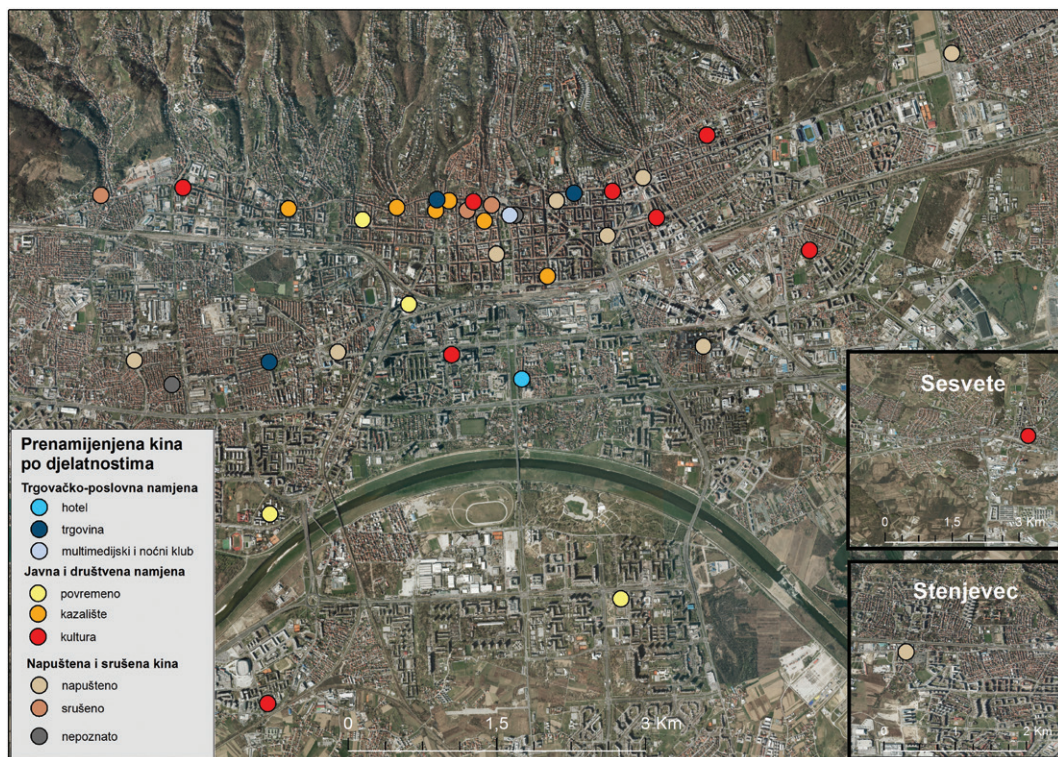 Prenamijenjena kina
po djelatnostima
Trgovačko-poslovna namjena
hotel
trgovina
multimedijski i noćni klub
Javna i društvena namjena
povremeno
kazalište
kultura
Napuštena i srušena kina
napušteno
srušeno
nepoznato
0 1,5 3 Km
Sesvete
0 1,5 3 Km
Stenjevec
0 1 2 Km